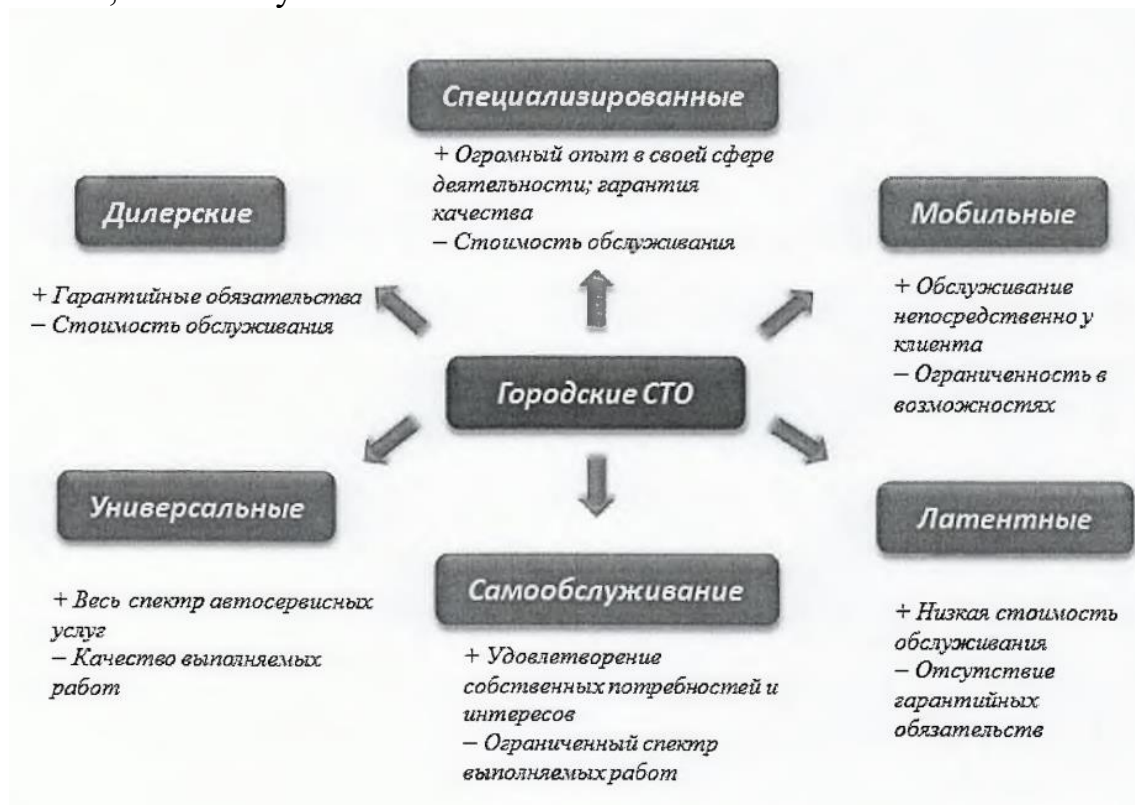 Специализированные
+ Огромный опыт в своей сфере
деятельности; гарантия
качества
– Стоимость обслуживания
Дилерские
+ Гарантийные обязательства
– Стоимость обслуживания
Мобильные
+ Обслуживание
непосредственно у
клиента
– Ограниченность в
возможностях
Городские СТО
Универсальные
+ Весь спектр автосервисных
услуг
– Качество выполняемых
работ
Самообслуживание
+ Удовлетворение
собственных потребностей и
интересов
– Ограниченный спектр
выполняемых работ
Латентные
+ Низкая стоимость
обслуживания
– Отсутствие
гарантийных
обязательств